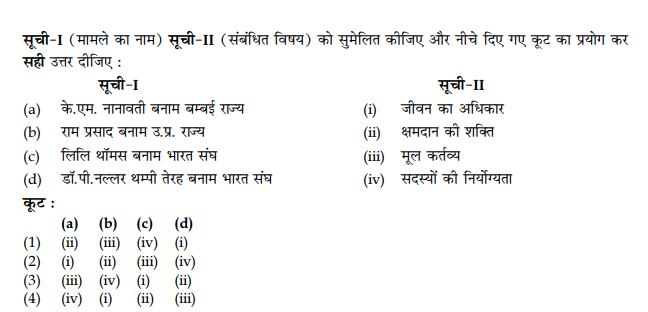 सूची-I (मामले का नाम) सूची-II (संबंधित विषय) को सुमेलित कीजिए और नीचे दिए गए कूट का प्रयोग कर
सही उत्तर दीजिए :
सूची-I सूची-II
(a) के.एम. नानावती बनाम बम्बई राज्य (i) जीवन का अधिकार
(b) राम प्रसाद बनाम उ.प्र. राज्य (ii) क्षमदान की शक्ति
(c) लिलि थॉमस बनाम भारत संघ (iii) मूल कर्तव्य
(d) डॉ.पी.नल्लर थम्पी तेरह बनाम भारत संघ (iv) सदस्यों की निर्योग्यता
कूट :
(a) (b) (c) (d)
(1) (ii) (iii) (iv) (i)
(2) (i) (ii) (iii) (iv)
(3) (iii) (iv) (i) (ii)
(4) (iv) (i) (ii) (iii)